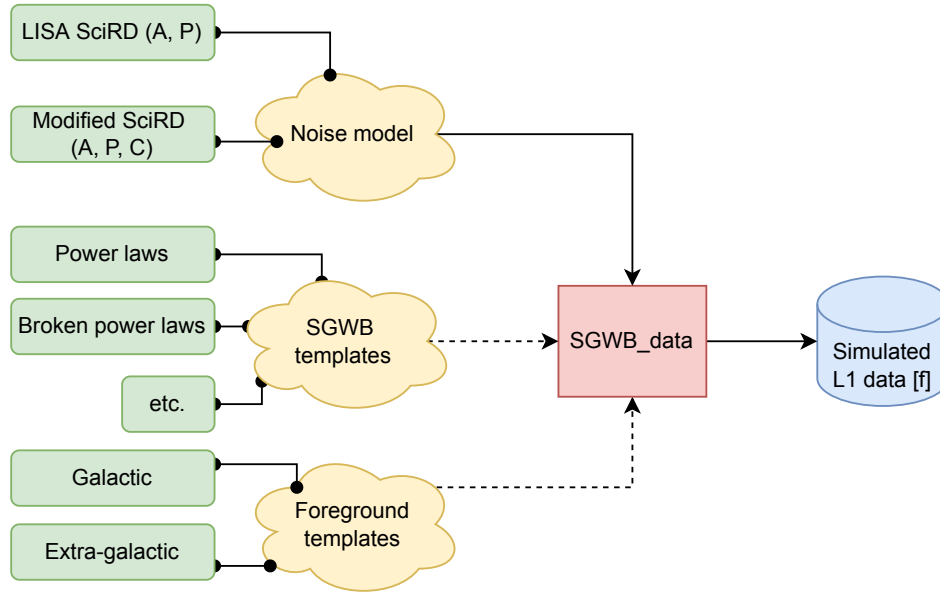 LISA SciRD (A, P)
Modified SciRD
(A, P, C)
Noise model
Power laws
Broken power laws
etc.
SGWB
templates
SGWB_data
Simulated
L1 data [f]
Galactic
Extra-galactic
Foreground
templates